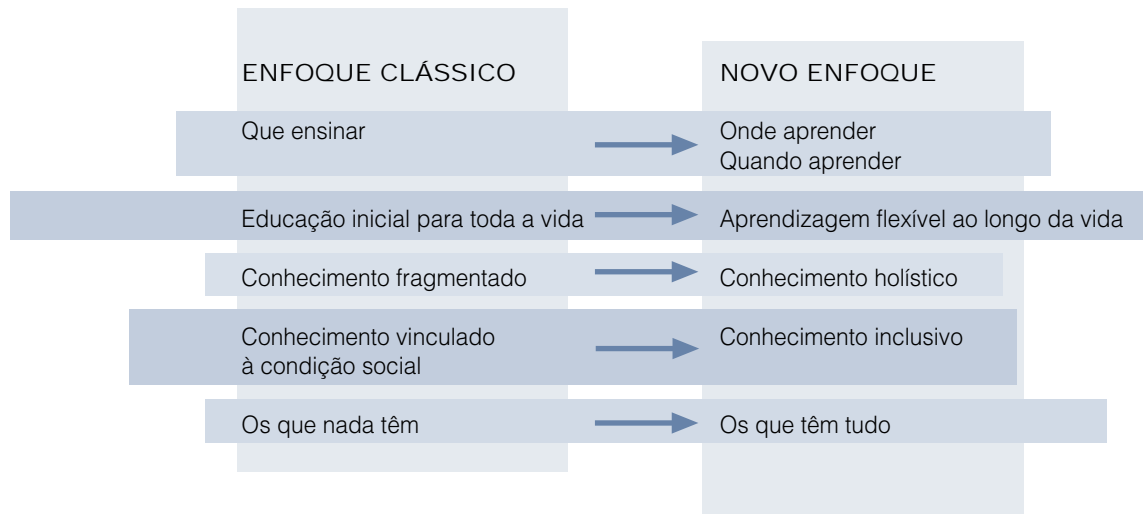 ENFOQUE CLÁSSICO
NOVO ENFOQUE
Que ensinar
Onde aprender
Quando aprender
Educação inicial para toda a vida
Aprendizagem flexível ao longo da vida
Conhecimento fragmentado
Conhecimento holístico
Conhecimento vinculado
à condição social
Conhecimento inclusivo
Os que nada têm
Os que têm tudo